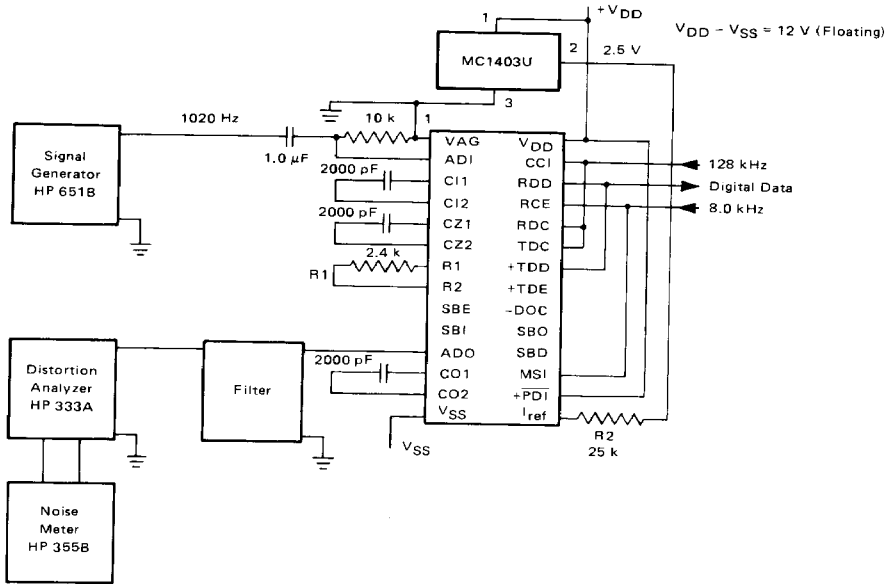 +VDD
VDD – VSS = 12 V (Floating)
1
MC1403U
2
2.5 V
3
1020 Hz
1.0 µF
10 k
1
Signal
Generator
HP 651B
2000 pF
2000 pF
2.4 k
R1
VAG
ADI
CI1
CI2
CZ1
CZ2
R1
R2
SBE
SBI
ADO
CO1
CO2
VSS
VDD
CCI
RDD
RCE
RDC
TDC
+TDD
+TDE
-DOC
SBO
SBD
MSI
+PDI
Iref
128 kHz
Digital Data
8.0 kHz
Distortion
Analyzer
HP 333A
Filter
2000 pF
VSS
R2
25 k
Noise
Meter
HP 355B